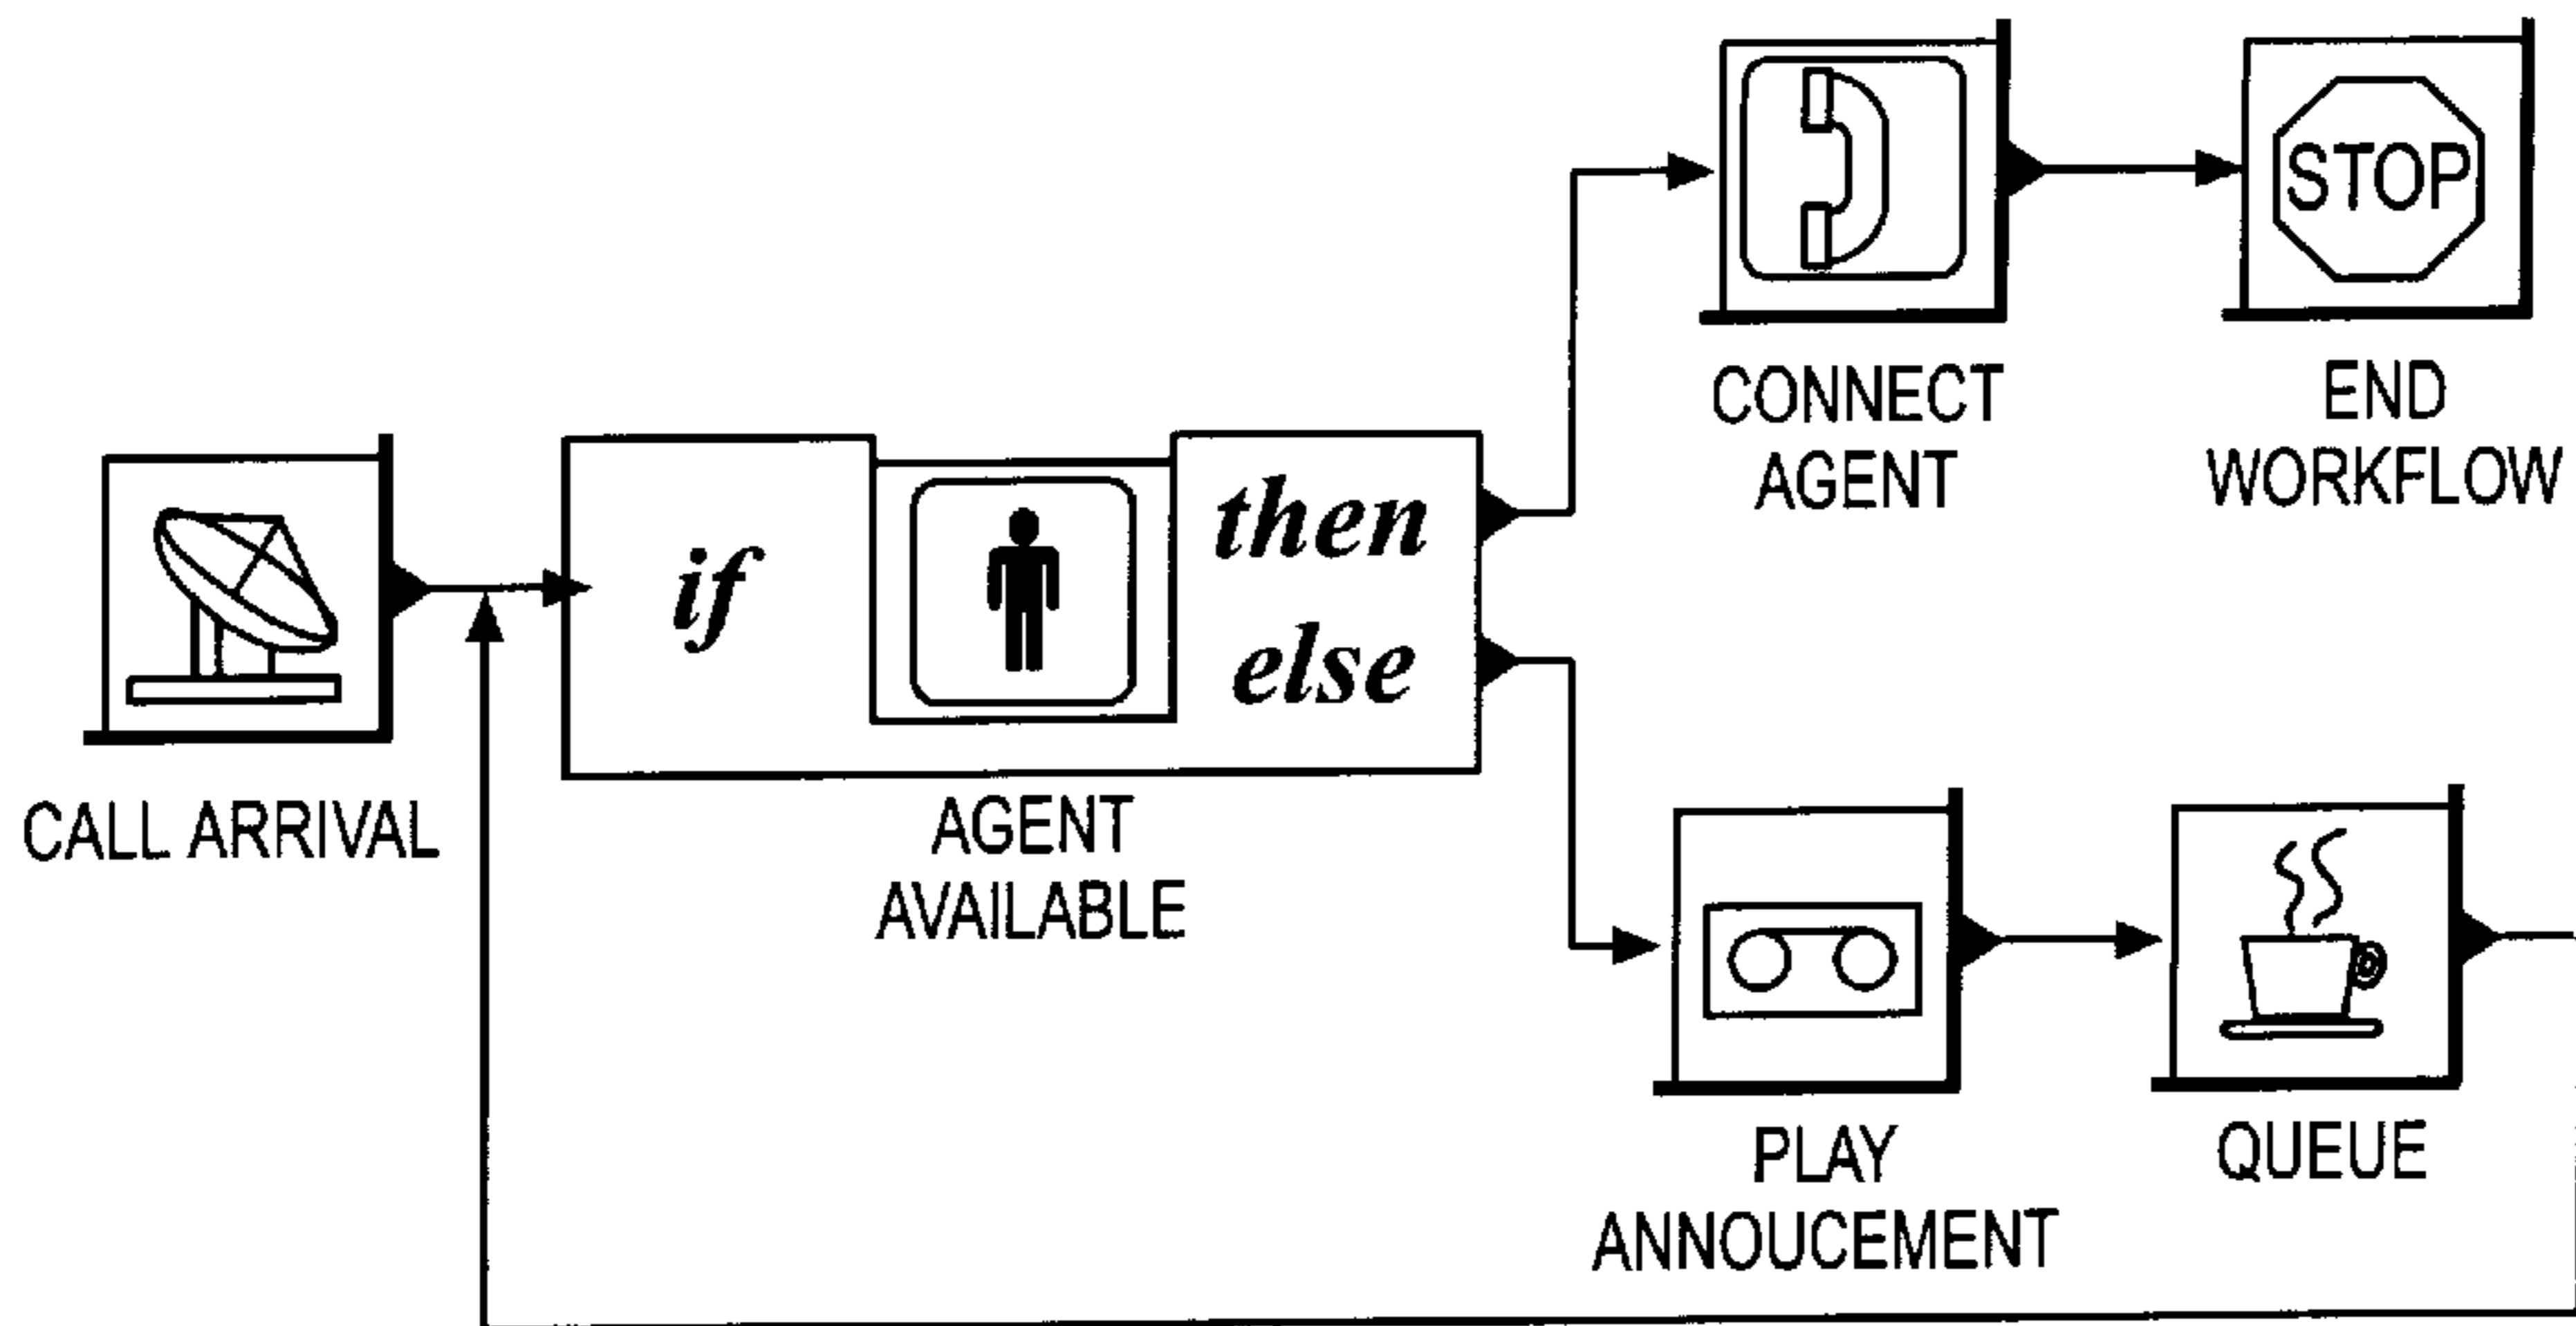 STOP
CONNECT
AGENT
END
WORKFLOW
if
then
else
CALL ARRIVAL
AGENT
AVAILABLE
PLAY
ANNOUCEMENT
QUEUE